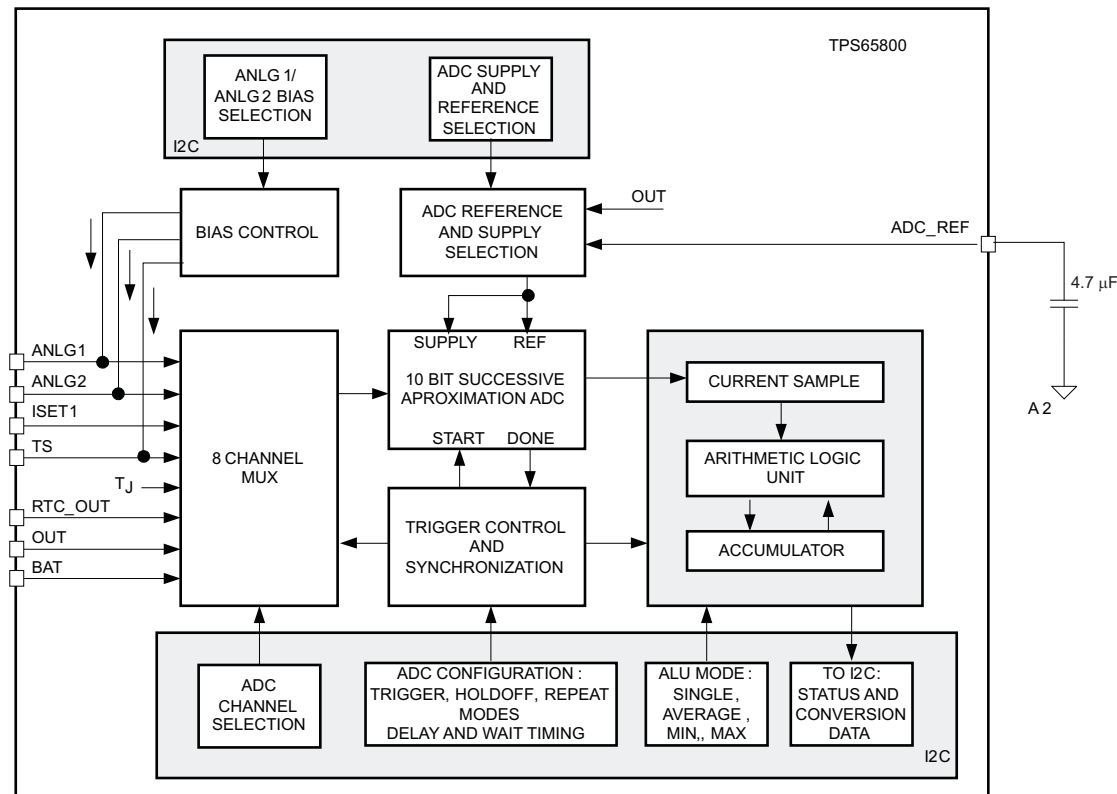 TPS65800
ANLG 1/
ANLG 2 BIAS
SELECTION
ADC SUPPLY
AND
REFERENCE
SELECTION
I2C
BIAS CONTROL
ADC REFERENCE
AND SUPPLY
SELECTION
OUT
ADC_REF
4.7 μF
A 2
ANLG1
ANLG2
ISET1
TS
TJ
RTC_OUT
OUT
BAT
8 CHANNEL
MUX
SUPPLY REF
10 BIT SUCCESSIVE
APROXIMATION ADC
START DONE
TRIGGER CONTROL
AND
SYNCHRONIZATION
CURRENT SAMPLE
ARITHMETIC LOGIC
UNIT
ACCUMULATOR
ADC
CHANNEL
SELECTION
ADC CONFIGURATION :
TRIGGER, HOLDOFF, REPEAT
MODES
DELAY AND WAIT TIMING
ALU MODE :
SINGLE ,
AVERAGE ,
MIN,, MAX
TO I2C:
STATUS AND
CONVERSION
DATA
I2C